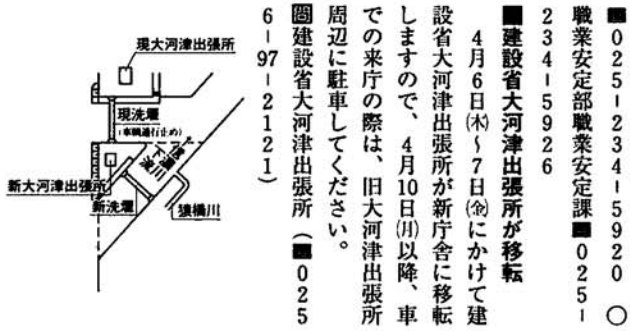 ☎025-234-5920 ○
職業安定部職業安定課☎025-
234-5926
■建設省大河津出張所が移転
4月6日㈭～7日㈮にかけて建
設省大河津出張所が新庁舎に移転
しますので、4月10日㈪以降、車
での来庁の際は、旧大河津出張所
周辺に駐車してください。
問建設省大河津出張所(☎025
6-97-2121)
現大河津出張所
現洗堰
(車輌通行止め)
信濃川
下流
新大河津出張所
新洗堰
猿橋川